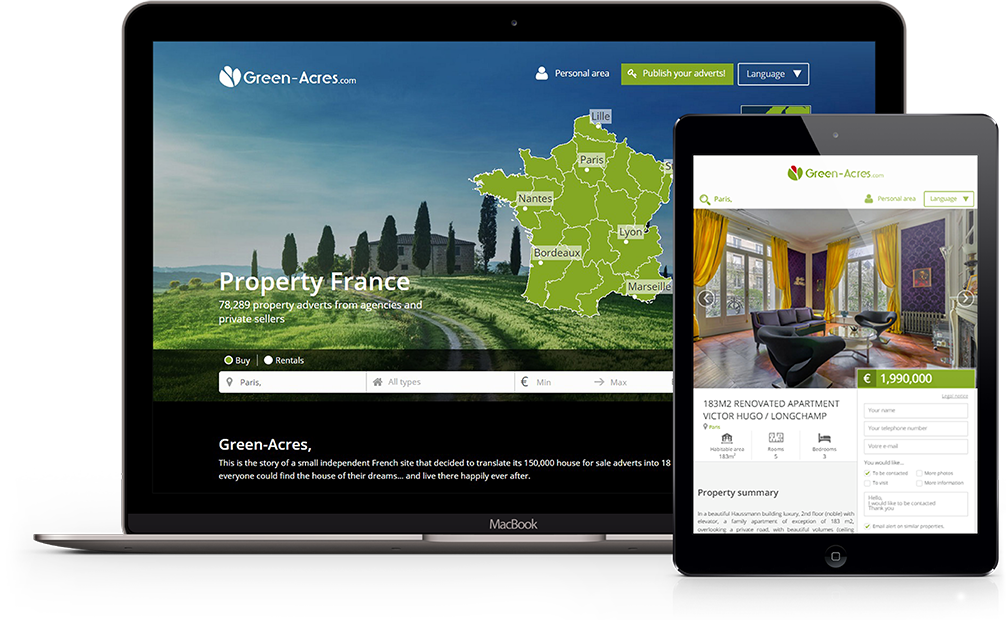 Green-Acres.com
Personal area
Publish your adverts!
Language
Lille
Paris
S
Nantes
Lyon
Bordeaux
Marseille
Property France
78,289 property adverts from agencies and
private sellers
Buy
Rentals
Paris,
All types
€ Min
Max
Green-Acres,
This is the story of a small independent French site that decided to translate its 150,000 house for sale adverts into 18
everyone could find the house of their dreams... and live there happily ever after.
MacBook
Green-Acres.com
Paris,
Personal area
Language
€ 1,990,000
Legal notice
183M2 RENOVATED APARTMENT
VICTOR HUGO / LONGCHAMP
Paris
Habitable area
183m²
Rooms
5
Bedrooms
3
Your name
Your telephone number
Votre e-mail
You would like...
To be contacted
More photos
To visit
More information
Hello,
I would like to be contacted
Thank you
Email alert on similar properties.
Property summary
In a beautiful Haussmann building luxury, 2nd floor (noble) with
elevator, a family apartment of exception of 183 m2,
overlooking a private road, with beautiful volumes (ceiling